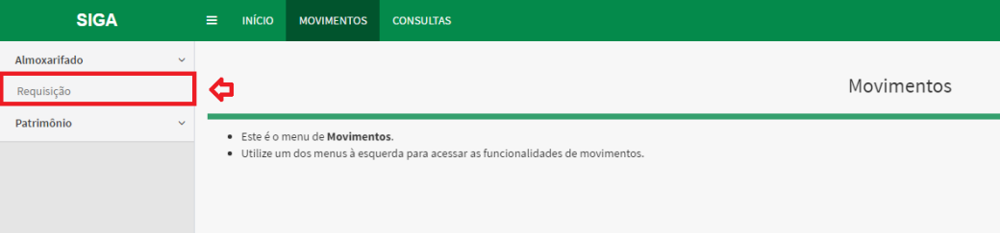 SIGA
INÍCIO
MOVIMENTOS
CONSULTAS
Almoxarifado
Requisição
Patrimônio
Movimentos
Este é o menu de Movimentos.
Utilize um dos menus à esquerda para acessar as funcionalidades de movimentos.